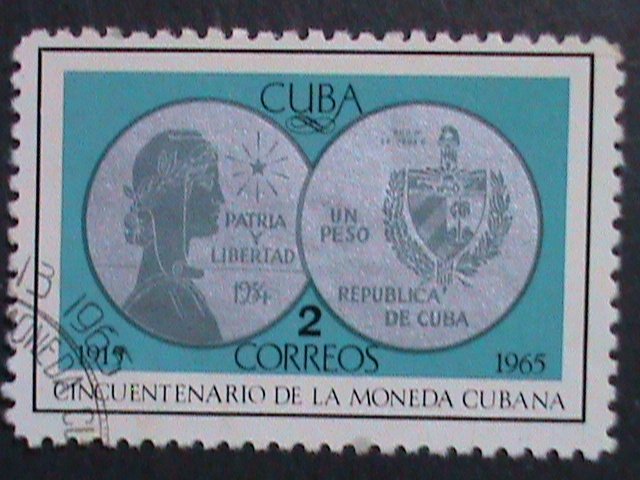 CUBA
PATRIA
Y
LIBERTAD
1934
UN
PESO
REPUBLICA
DE CUBA
2
1915
CORREOS
1965
CINCUENTENARIO DE LA MONEDA CUBANA